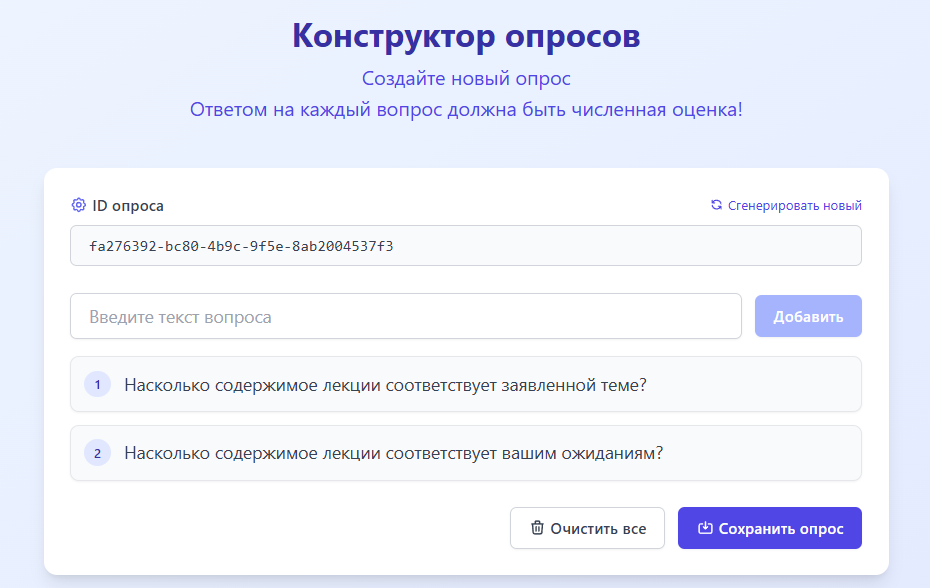 Конструктор опросов
Создайте новый опрос
Ответом на каждый вопрос должна быть численная оценка!
ID опроса
Сгенерировать новый
fa276392-bc80-4b9c-9f5e-8ab2004537f3
Введите текст вопроса
Добавить
1 Насколько содержимое лекции соответствует заявленной теме?
2 Насколько содержимое лекции соответствует вашим ожиданиям?
Очистить все
Сохранить опрос